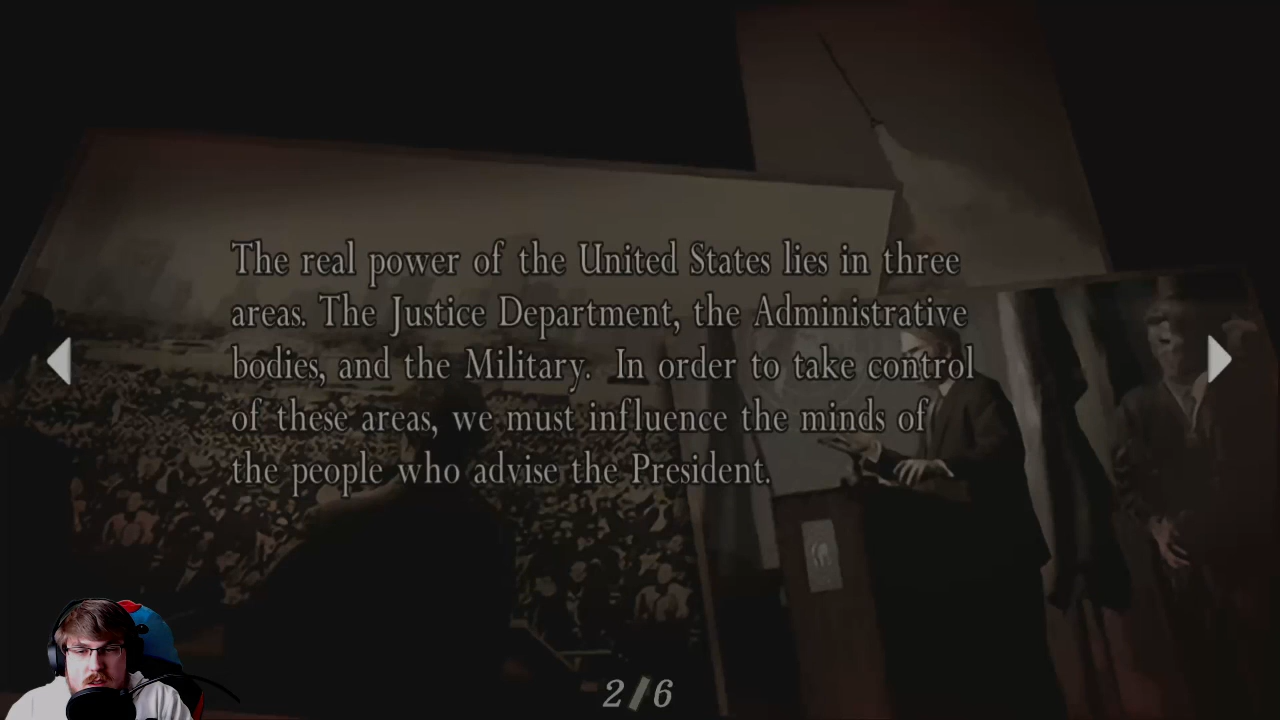 The real power of the United States lies in three
areas. The Justice Department, the Administrative
bodies, and the Military. In order to take control
of these areas, we must influence the minds of
the people who advise the President.
2/6